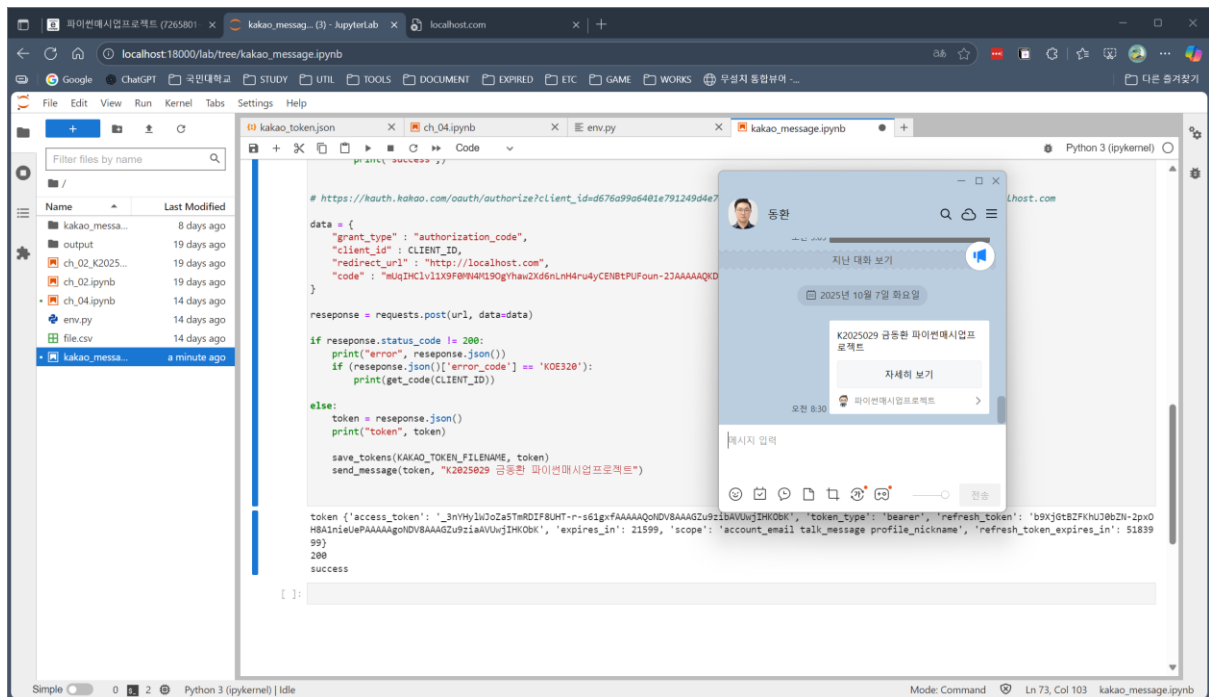 파이썬매시업프로젝트 (7265801-
kakao_messag... (3) - JupyterLab
localhost.com
localhost:18000/lab/tree/kakao_message.ipynb
Google
ChatGPT
국민대학교
STUDY
UTIL
TOOLS
DOCUMENT
EXPIRED
ETC
GAME
WORKS
무설치 통합뷰어 -...
다른 즐겨찾기
File Edit View Run Kernel Tabs Settings Help
kakao_token.json
ch_04.ipynb
env.py
kakao_message.ipynb
Filter files by name
Code
Python 3 (ipykernel)
/
Name
Last Modified
kakao_messa... 8 days ago
output 19 days ago
ch_02_K2025... 19 days ago
ch_02.ipynb 19 days ago
ch_04.ipynb 14 days ago
env.py 14 days ago
file.csv 14 days ago
kakao_messa... a minute ago
print("success",)
# https://kauth.kakao.com/oauth/authorize?client_id=d676a99a6401e791249d4e7
lhost.com
data = {
"grant_type" : "authorization_code",
"client_id" : CLIENT_ID,
"redirect_url" : "http://localhost.com",
"code" :
}
reseponse = requests.post(url, data=data)
if reseponse.status_code != 200:
print("error", reseponse.json())
if (reseponse.json()['error_code'] == 'KOE320'):
print(get_code(CLIENT_ID))
else:
token = reseponse.json()
print("token", token)
save_tokens(KAKAO_TOKEN_FILENAME, token)
send_message(token, "K2025029 금동환 파이썬매시업프로젝트")
동환
지난 대화 보기
2025년 10월 7일 화요일
K2025029 금동환 파이썬매시업프
로젝트
자세히 보기
파이썬매시업프로젝트
오전 8:30
메시지 입력
전송
token {'access_token': 'token_type': 'bearer', 'refresh_token':
'expires_in': 21599, 'scope': 'account_email talk_message profile_nickname', 'refresh_token_expires_in': 51839
99}
200
success
[ ]:
Simple
0
2
Python 3 (ipykernel) | Idle
Mode: Command
Ln 73, Col 103
kakao_message.ipynb